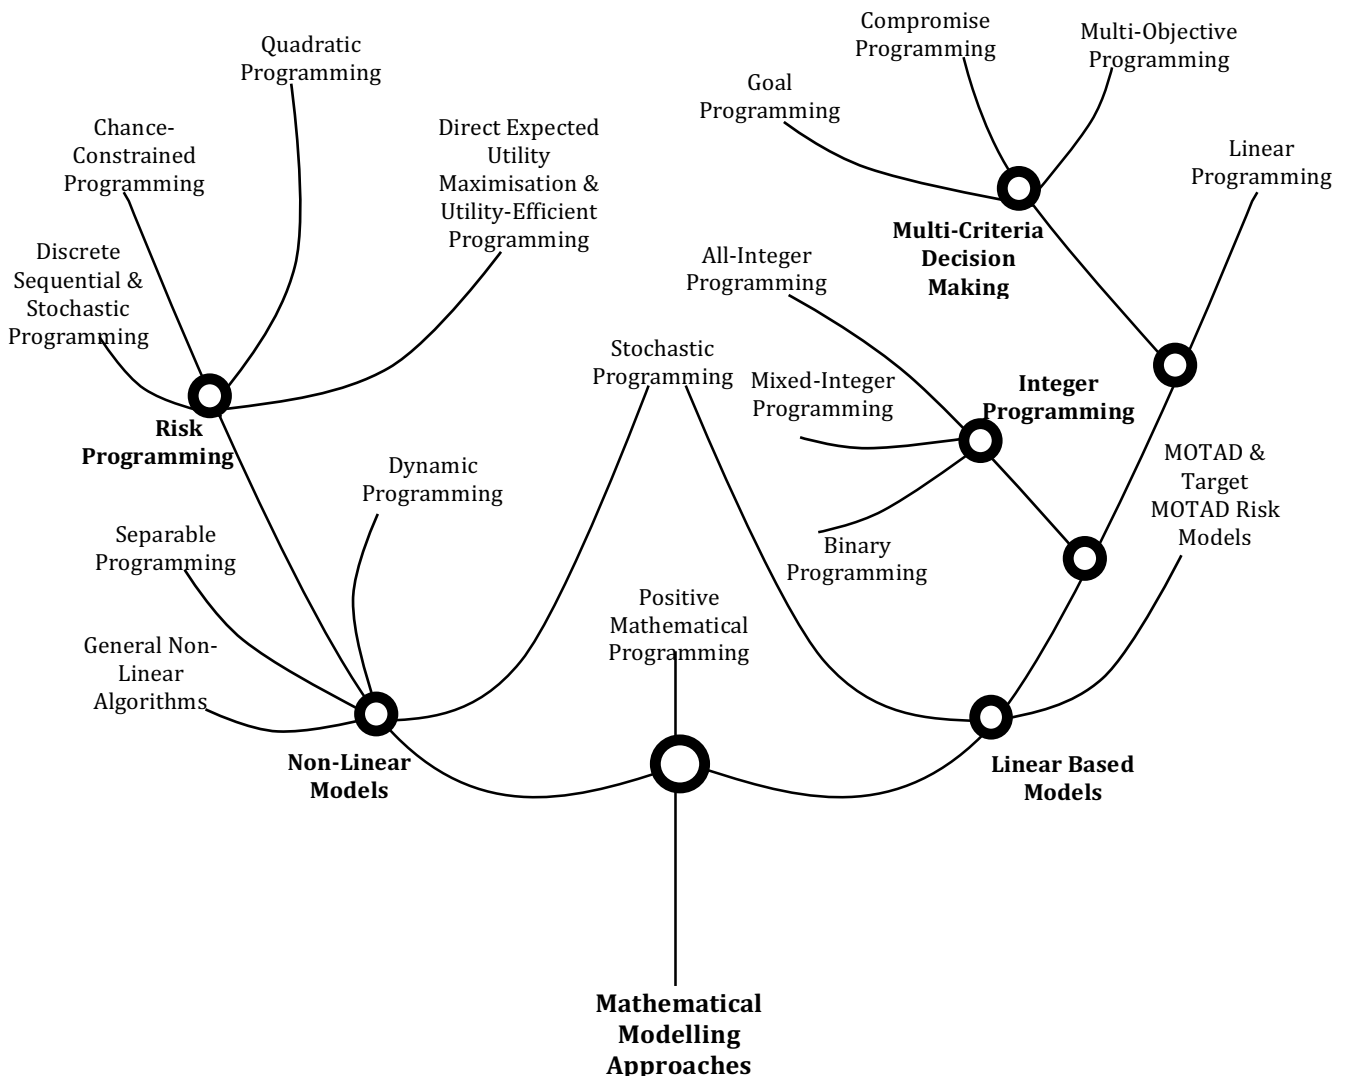 Quadratic
Programming
Compromise
Programming
Multi-Objective
Programming
Goal
Programming
Chance-
Constrained
Programming
Direct Expected
Utility
Maximisation &
Utility-Efficient
Programming
Linear
Programming
Discrete
Sequential &
Stochastic
Programming
Multi-Criteria
Decision
Making
All-Integer
Programming
Stochastic
Programming
Mixed-Integer
Programming
Integer
Programming
Risk
Programming
Dynamic
Programming
MOTAD &
Target
MOTAD Risk
Models
Separable
Programming
Binary
Programming
Positive
Mathematical
Programming
General Non-
Linear
Algorithms
Non-Linear
Models
Linear Based
Models
Mathematical
Modelling
Approaches